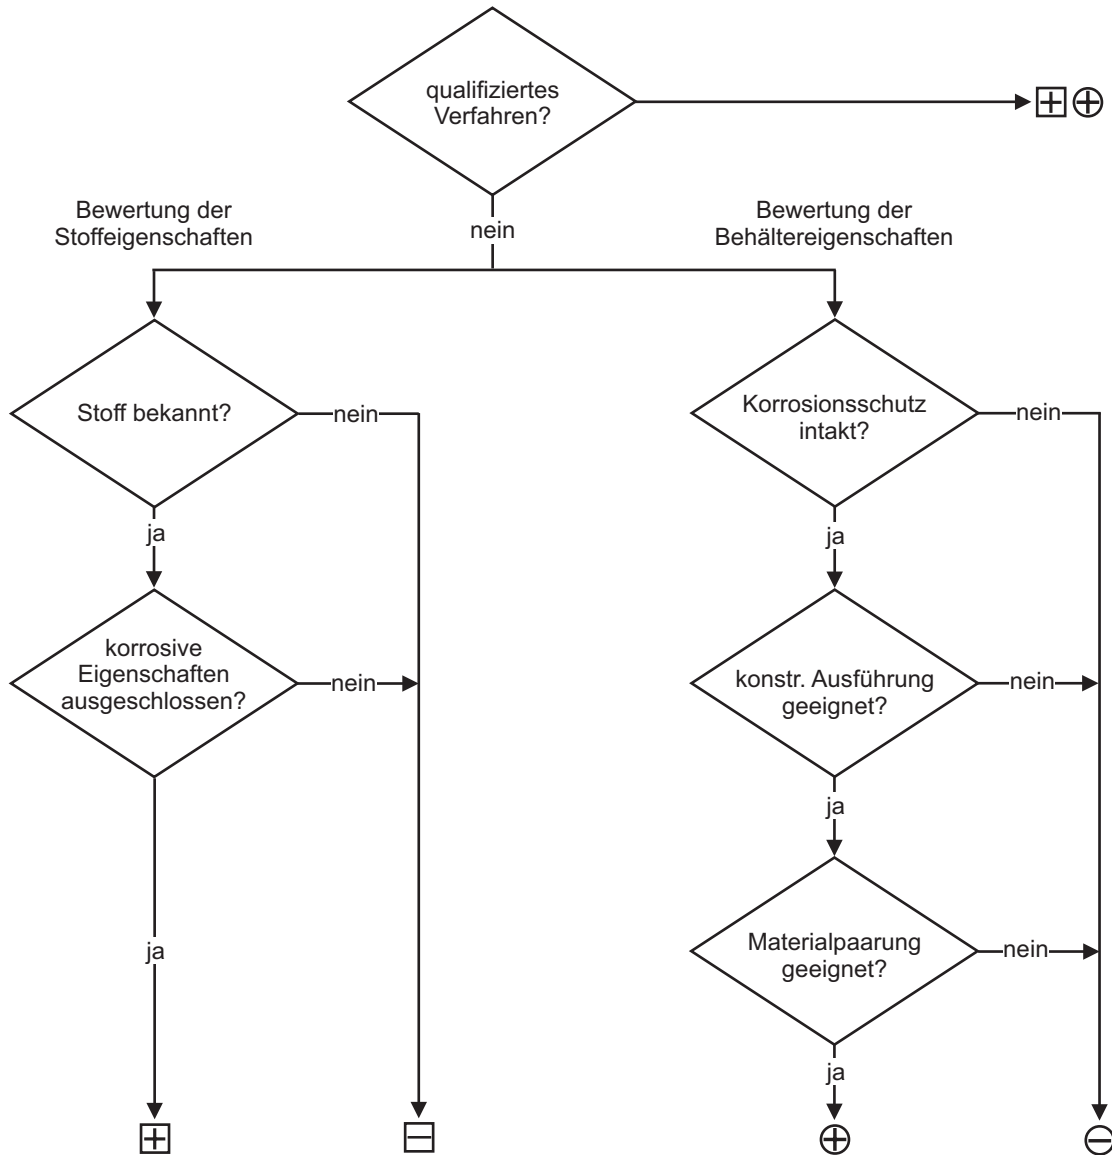 qualifiziertes
Verfahren?
nein
Bewertung der
Stoffeigenschaften
Bewertung der
Behältereigenschaften
Stoff bekannt?
nein
ja
korrosive
Eigenschaften
ausgeschlossen?
nein
ja
Korrosionsschutz
intakt?
nein
ja
konstr. Ausführung
geeignet?
nein
ja
Materialpaarung
geeignet?
nein
ja